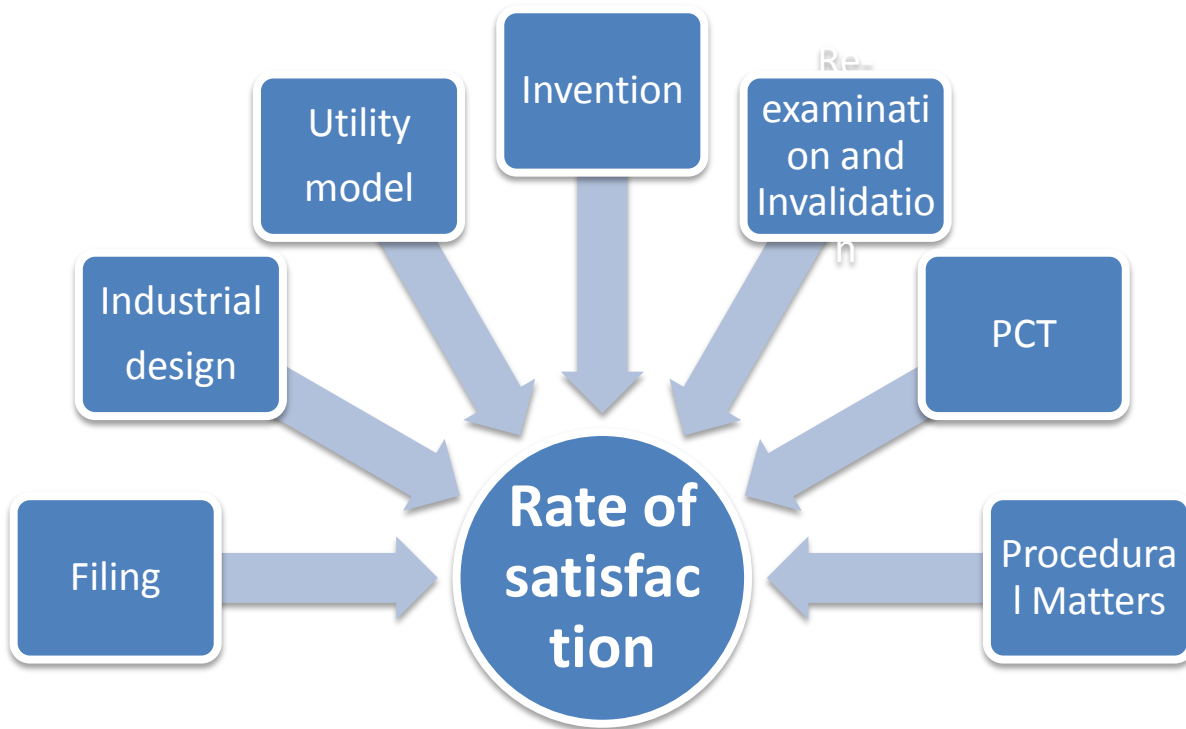 Invention
Utility
model
Re-
examinati
on and
Invalidatio
n
Industrial
design
PCT
Filing
Rate of
satisfac
tion
Procedura
l Matters